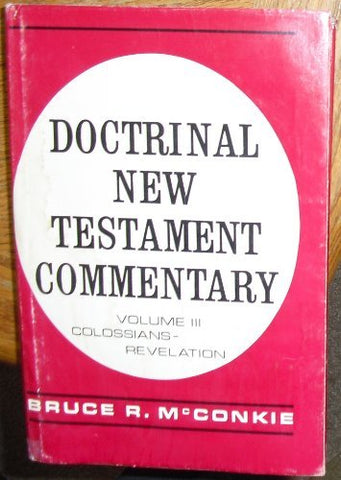 DOCTRINAL
NEW
TESTAMENT
COMMENTARY
VOLUME III
COLOSSIANS-
REVELATION
BRUCE R. McCONKIE